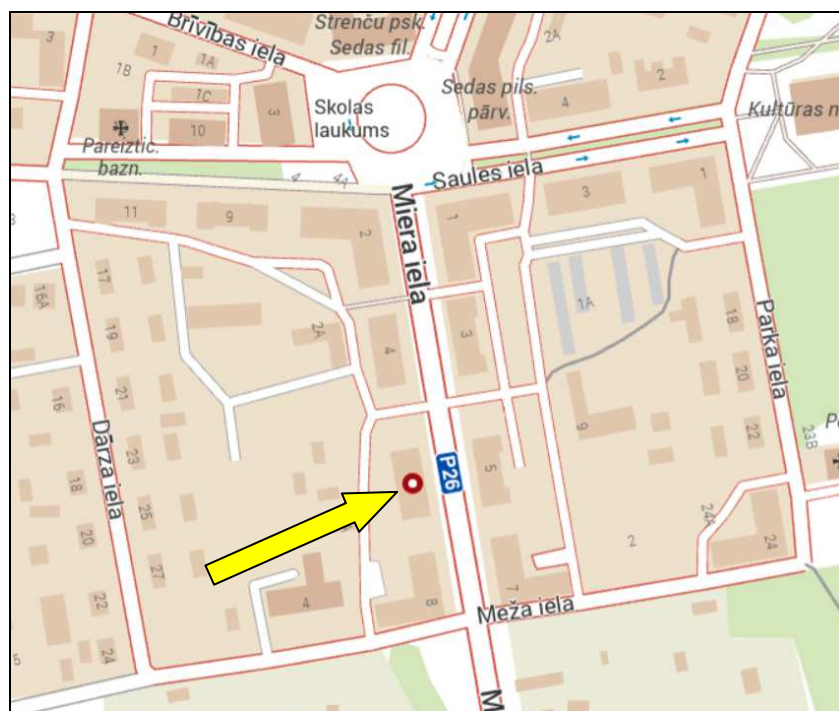 Brīvības iela
Strenču psk.
Sedas fil.
3
1
1A
1B
1C
10
3
Skolas
laukums
Sedas pils.
pārv.
2A
2
4
Kultūras n
Pareiztic.
bazn.
4
4A
Saules iela
3
1
11
9
2
Miera iela
1
17
16A
19
2A
4
3
1A
18
Parka iela
20
21
16
Dārza iela
23
9
22
23B
P26
5
18
25
20
27
24A
2
24
4
8
7
Meža iela
22
24
M